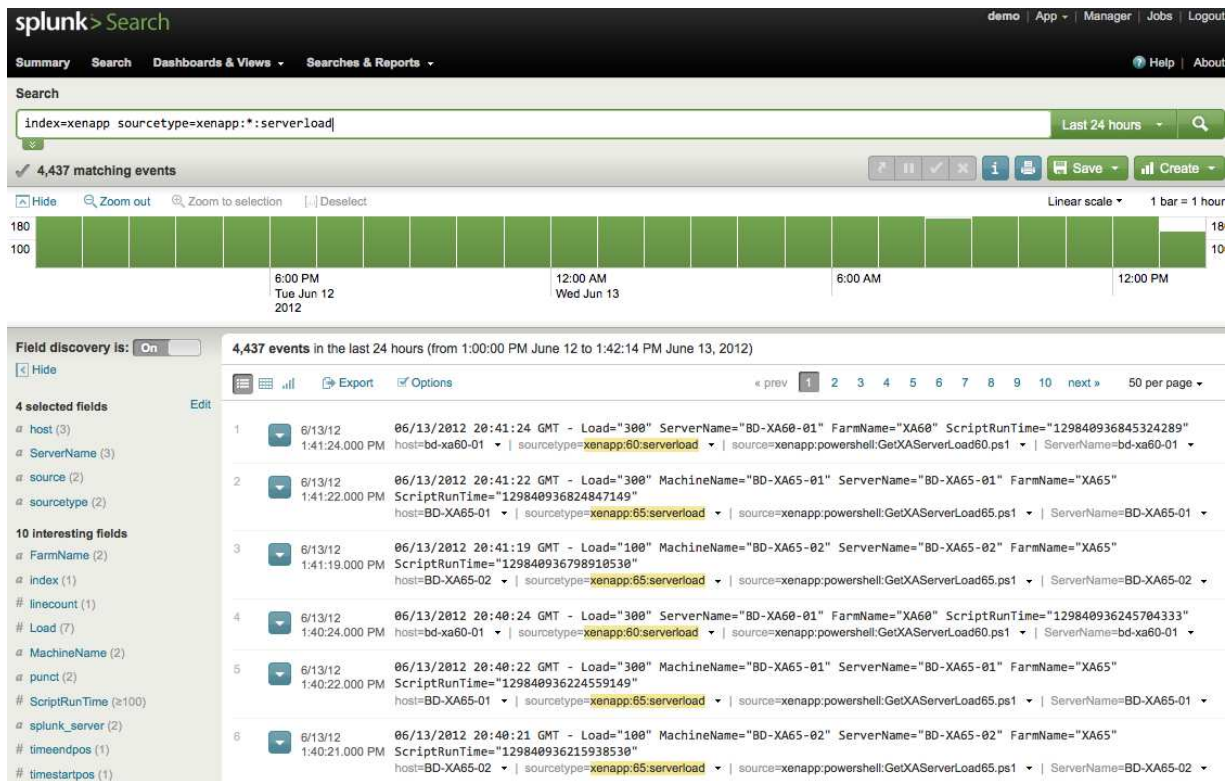 splunk> Search
demo | App | Manager | Jobs | Logout
Summary Search Dashboards & Views Searches & Reports Help | About
Search
index=xenapp sourcetype=xenapp:*:serverload Last 24 hours
4,437 matching events i Save Create
Hide Zoom out Zoom to selection Deselect Linear scale 1 bar = 1 hour
180 18
100 10
6:00 PM 12:00 AM 6:00 AM 12:00 PM
Tue Jun 12 Wed Jun 13
2012
Field discovery is: On
Hide
4 selected fields Edit
a host (3)
a ServerName (3)
a source (2)
a sourcetype (2)
10 interesting fields
a FarmName (2)
a index (1)
# linecount (1)
# Load (7)
a MachineName (2)
a punct (2)
# ScriptRunTime (≥100)
a splunk_server (2)
# timeendpos (1)
# timestartpos (1)
4,437 events in the last 24 hours (from 1:00:00 PM June 12 to 1:42:14 PM June 13, 2012)
Export Options « prev 1 2 3 4 5 6 7 8 9 10 next » 50 per page
1 6/13/12 06/13/2012 20:41:24 GMT - Load="300" ServerName="BD-XA60-01" FarmName="XA60" ScriptRunTime="129840936845324289"
1:41:24.000 PM host=bd-xa60-01 | sourcetype=xenapp:60:serverload | source=xenapp:powershell:GetXAServerLoad60.ps1 | ServerName=bd-xa60-01
2 6/13/12 06/13/2012 20:41:22 GMT - Load="300" MachineName="BD-XA65-01" ServerName="BD-XA65-01" FarmName="XA65"
1:41:22.000 PM ScriptRunTime="129840936824847149"
host=BD-XA65-01 | sourcetype=xenapp:65:serverload | source=xenapp:powershell:GetXAServerLoad65.ps1 | ServerName=BD-XA65-01
3 6/13/12 06/13/2012 20:41:19 GMT - Load="100" MachineName="BD-XA65-02" ServerName="BD-XA65-02" FarmName="XA65"
1:41:19.000 PM ScriptRunTime="129840936798910530"
host=BD-XA65-02 | sourcetype=xenapp:65:serverload | source=xenapp:powershell:GetXAServerLoad65.ps1 | ServerName=BD-XA65-02
4 6/13/12 06/13/2012 20:40:24 GMT - Load="300" ServerName="BD-XA60-01" FarmName="XA60" ScriptRunTime="129840936245704333"
1:40:24.000 PM host=bd-xa60-01 | sourcetype=xenapp:60:serverload | source=xenapp:powershell:GetXAServerLoad60.ps1 | ServerName=bd-xa60-01
5 6/13/12 06/13/2012 20:40:22 GMT - Load="300" MachineName="BD-XA65-01" ServerName="BD-XA65-01" FarmName="XA65"
1:40:22.000 PM ScriptRunTime="129840936224559149"
host=BD-XA65-01 | sourcetype=xenapp:65:serverload | source=xenapp:powershell:GetXAServerLoad65.ps1 | ServerName=BD-XA65-01
6 6/13/12 06/13/2012 20:40:21 GMT - Load="100" MachineName="BD-XA65-02" ServerName="BD-XA65-02" FarmName="XA65"
1:40:21.000 PM ScriptRunTime="129840936215938530"
host=BD-XA65-02 | sourcetype=xenapp:65:serverload | source=xenapp:powershell:GetXAServerLoad65.ps1 | ServerName=BD-XA65-02